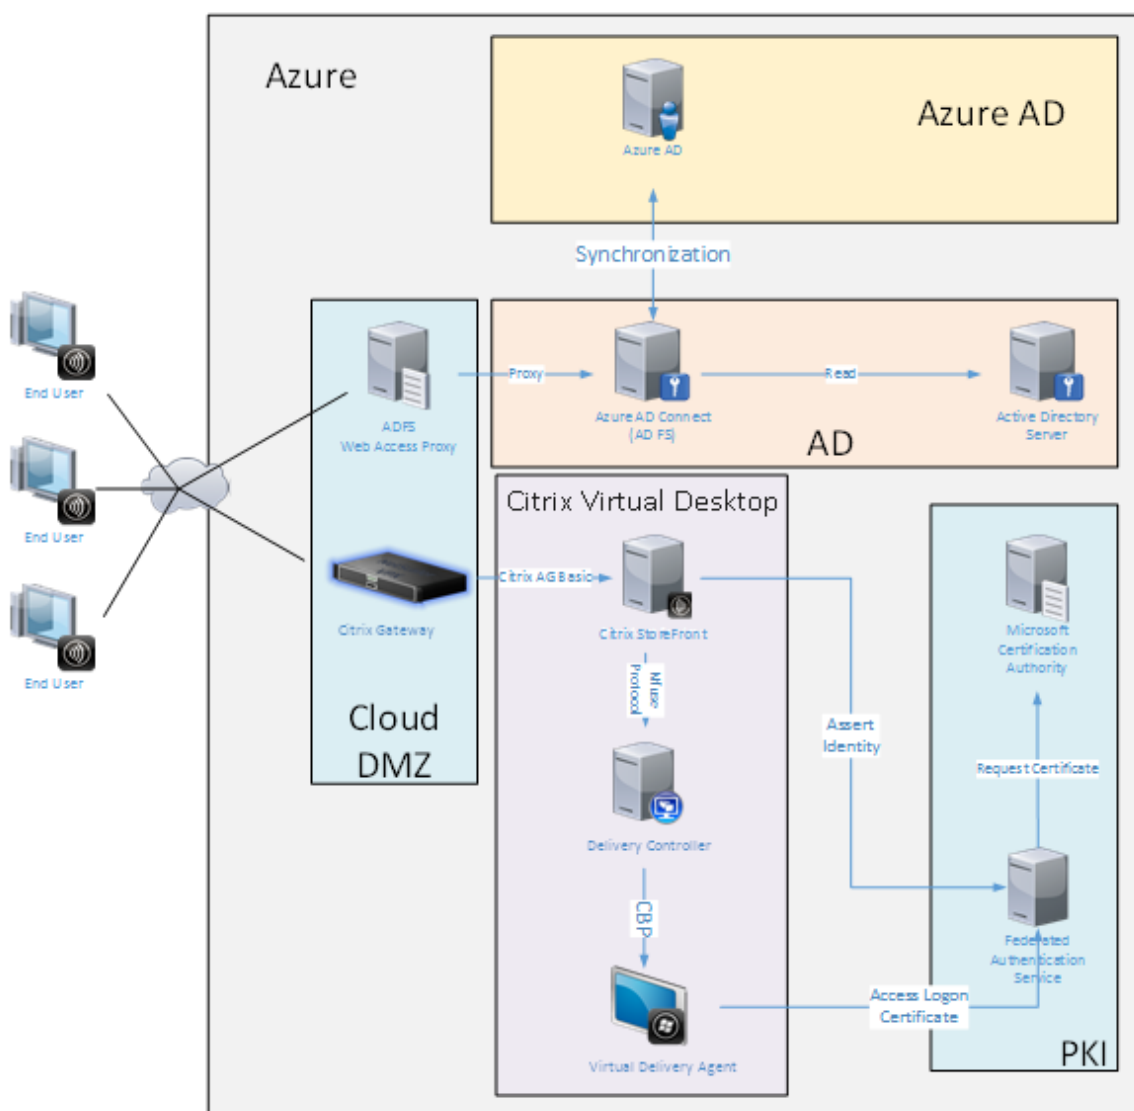 Azure
Azure AD
Azure AD
Synchronization
End User
End User
End User
ADFS
Web Access Proxy
Proxy
Azure AD Connect
(AD FS)
Read
Active Directory
Server
AD
Citrix Gateway
Cloud
DMZ
Citrix Virtual Desktop
Citrix AG Basic
Citrix StoreFront
Nfuse
Protocol
Delivery Controller
CBP
Virtual Delivery Agent
Assert
Identity
Microsoft
Certification
Authority
Request Certificate
Federated
Authentication
Service
Access Logon
Certificate
PKI